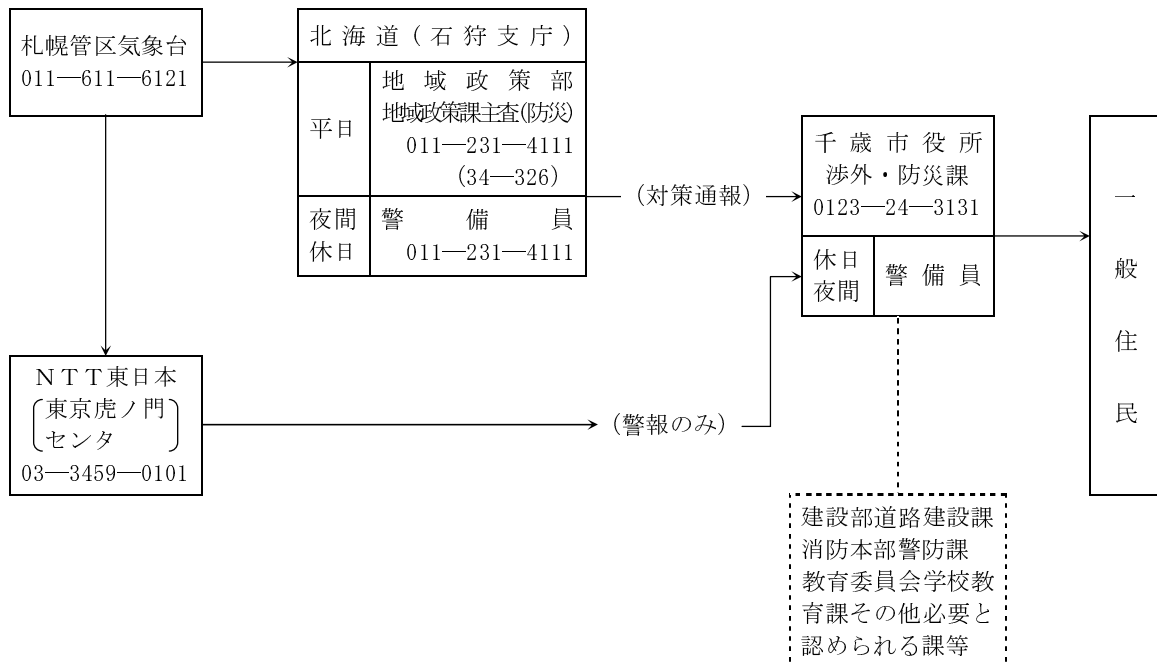 札幌管区気象台
011―611―6121
北海道(石狩支庁)
平日
地域政策部
地域政策課主査(防災)
011―231―4111
(34―326)
夜間
休日
警備員
011―231―4111
(対策通報)
千歳市役所
渉外・防災課
0123―24―3131
休日
夜間
警備員
一般住民
NTT東日本
東京虎ノ門
センタ
03―3459―0101
(警報のみ)
建設部道路建設課
消防本部警防課
教育委員会学校教
育課その他必要と
認められる課等